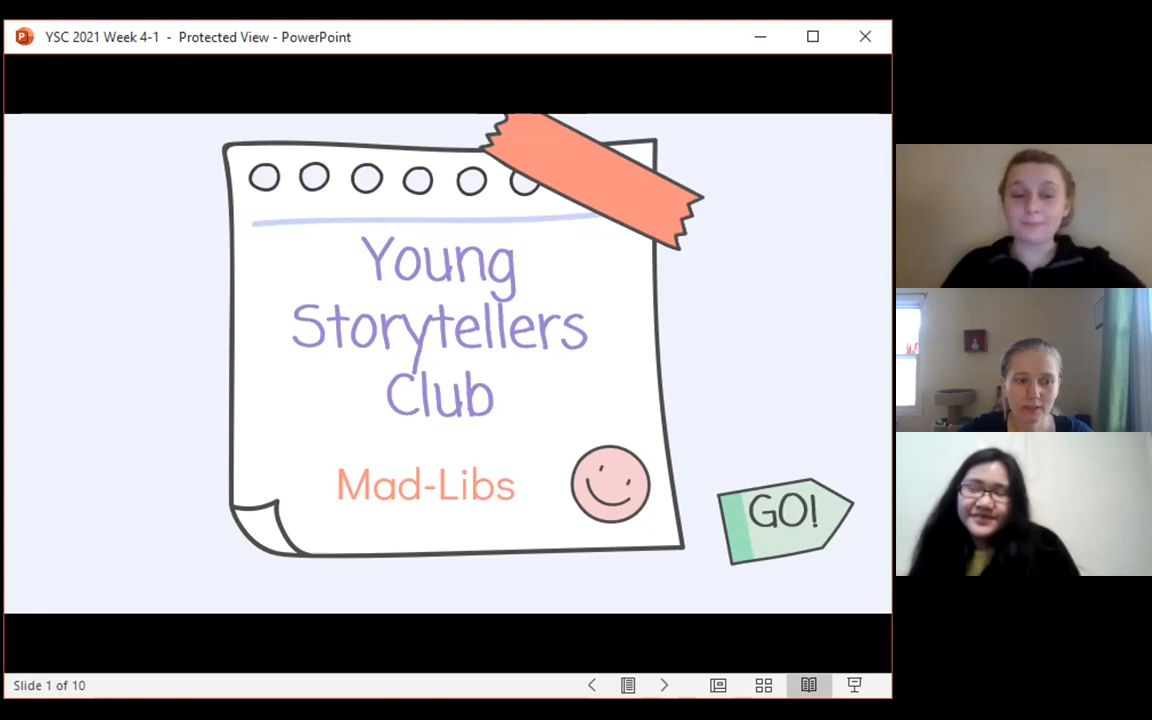 YSC 2021 Week 4-1 - Protected View - PowerPoint
Young
Storytellers
Club
Mad-Libs
GO!
Slide 1 of 10